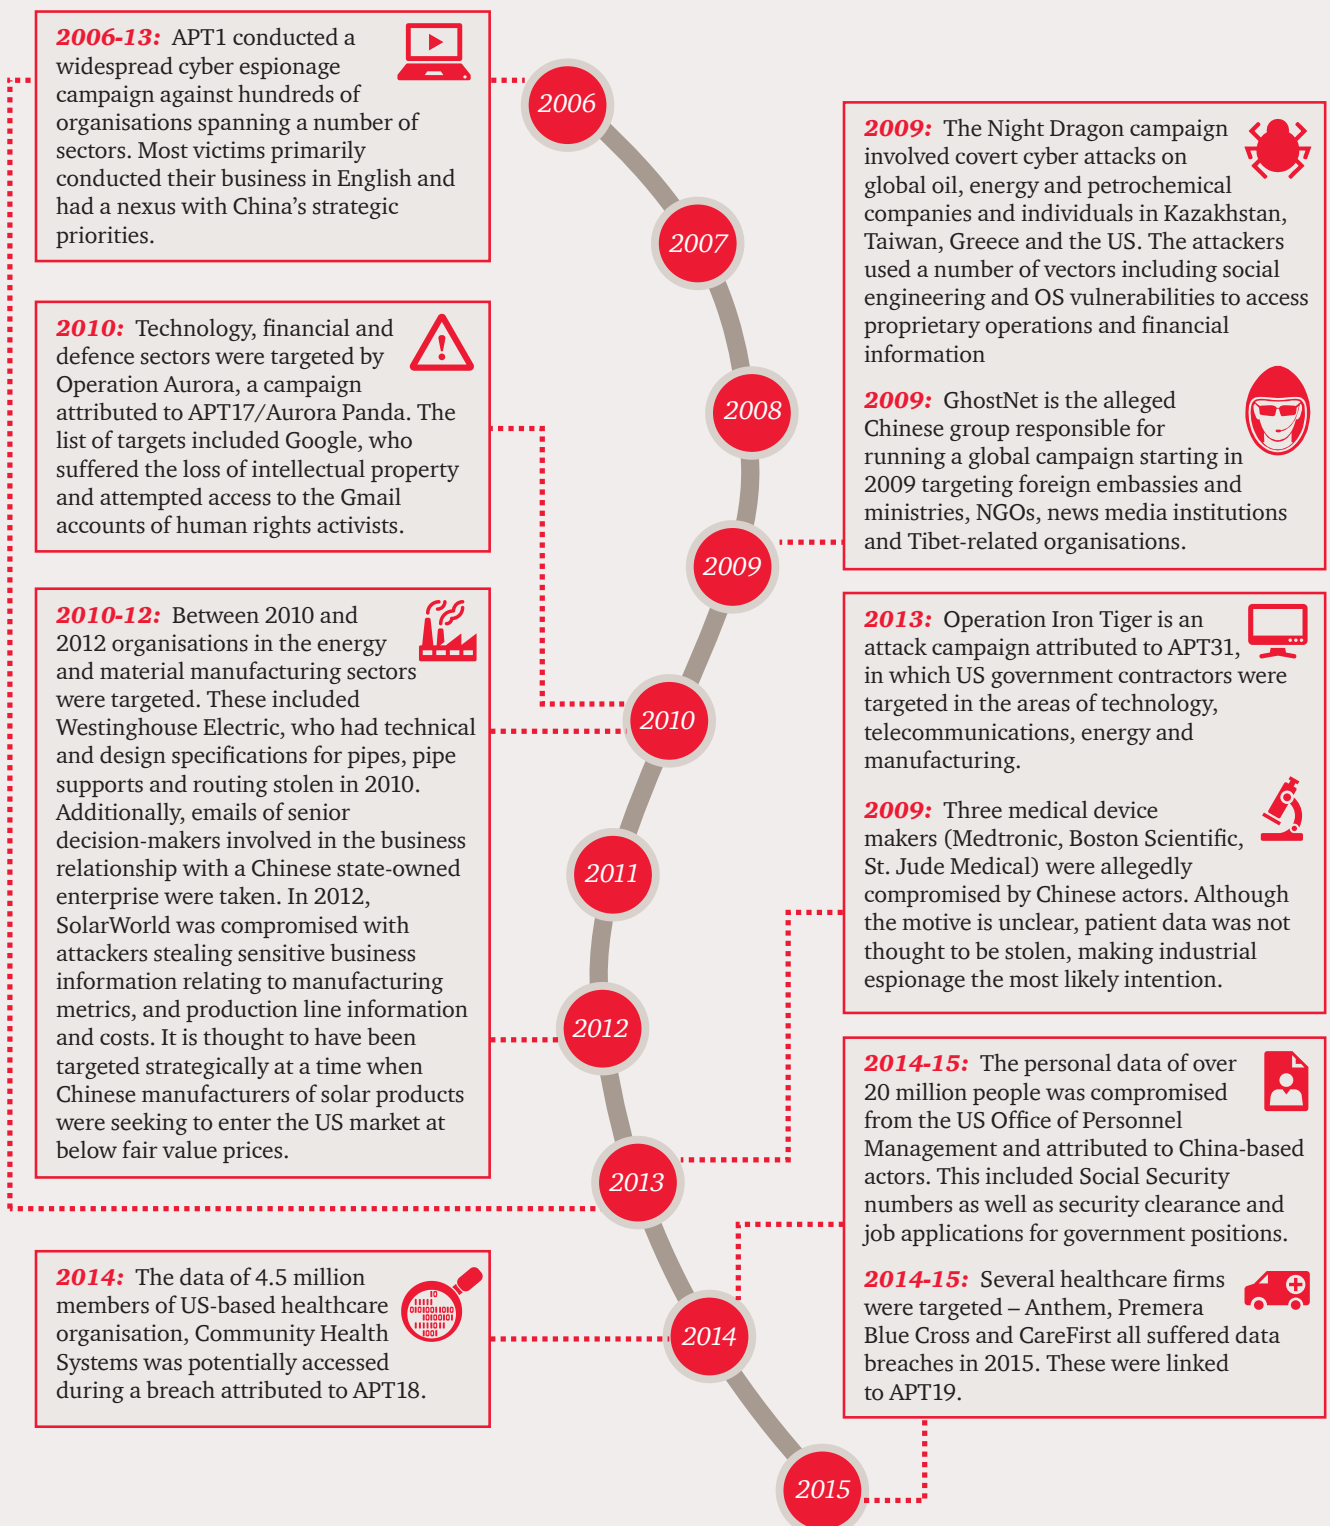 2006-13: APT1 conducted a
widespread cyber espionage
campaign against hundreds of
organisations spanning a number of
sectors. Most victims primarily
conducted their business in English and
had a nexus with China’s strategic
priorities.
2010: Technology, financial and
defence sectors were targeted by
Operation Aurora, a campaign
attributed to APT17/Aurora Panda. The
list of targets included Google, who
suffered the loss of intellectual property
and attempted access to the Gmail
accounts of human rights activists.
2010-12: Between 2010 and
2012 organisations in the energy
and material manufacturing sectors
were targeted. These included
Westinghouse Electric, who had technical
and design specifications for pipes, pipe
supports and routing stolen in 2010.
Additionally, emails of senior
decision-makers involved in the business
relationship with a Chinese state-owned
enterprise were taken. In 2012,
SolarWorld was compromised with
attackers stealing sensitive business
information relating to manufacturing
metrics, and production line information
and costs. It is thought to have been
targeted strategically at a time when
Chinese manufacturers of solar products
were seeking to enter the US market at
below fair value prices.
2014: The data of 4.5 million
members of US-based healthcare
organisation, Community Health
Systems was potentially accessed
during a breach attributed to APT18.
2006
2007
2008
2009
2010
2011
2012
2013
2014
2015
2009: The Night Dragon campaign
involved covert cyber attacks on
global oil, energy and petrochemical
companies and individuals in Kazakhstan,
Taiwan, Greece and the US. The attackers
used a number of vectors including social
engineering and OS vulnerabilities to access
proprietary operations and financial
information
2009: GhostNet is the alleged
Chinese group responsible for
running a global campaign starting in
2009 targeting foreign embassies and
ministries, NGOs, news media institutions
and Tibet-related organisations.
2013: Operation Iron Tiger is an
attack campaign attributed to APT31,
in which US government contractors were
targeted in the areas of technology,
telecommunications, energy and
manufacturing.
2009: Three medical device
makers (Medtronic, Boston Scientific,
St. Jude Medical) were allegedly
compromised by Chinese actors. Although
the motive is unclear, patient data was not
thought to be stolen, making industrial
espionage the most likely intention.
2014-15: The personal data of over
20 million people was compromised
from the US Office of Personnel
Management and attributed to China-based
actors. This included Social Security
numbers as well as security clearance and
job applications for government positions.
2014-15: Several healthcare firms
were targeted – Anthem, Premera
Blue Cross and CareFirst all suffered data
breaches in 2015. These were linked
to APT19.